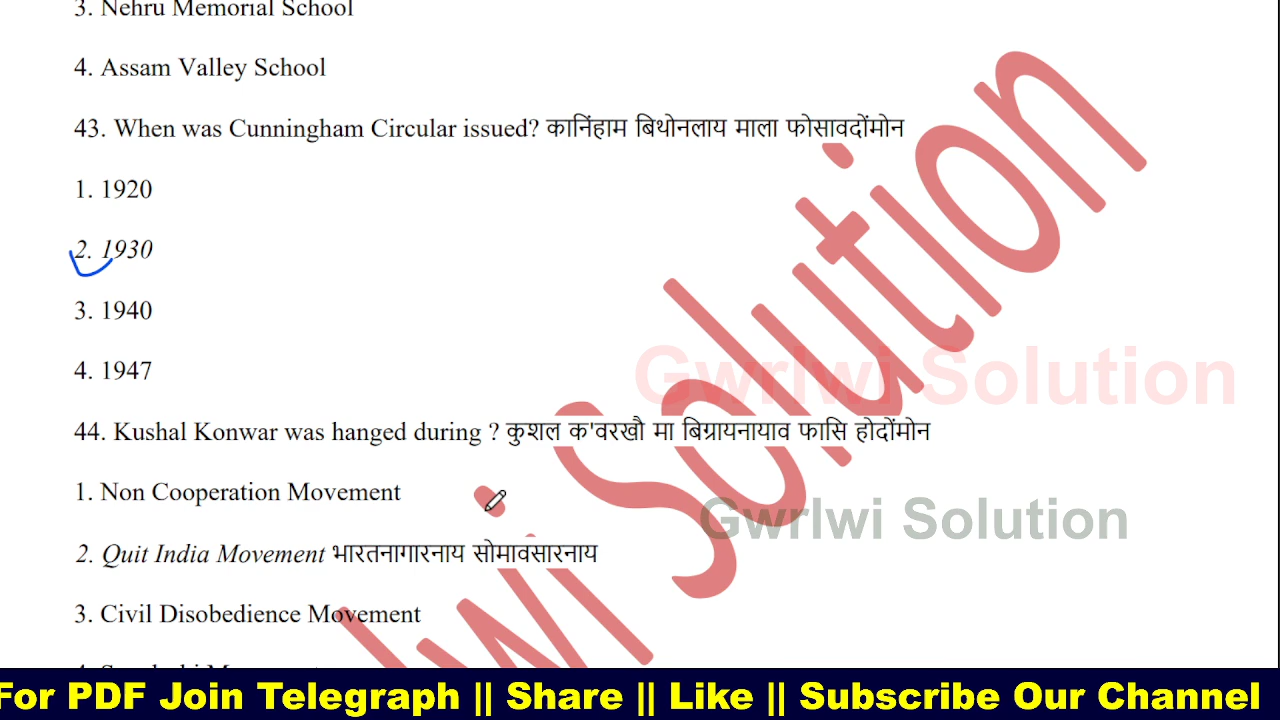 3. Nehru Memorial School
4. Assam Valley School
43. When was Cunningham Circular issued? कानिंहाम बिथोनलाय माला फोसावदोंमोन
1. 1920
2. 1930
3. 1940
4. 1947
Gwrlwi Solution
44. Kushal Konwar was hanged during ? कुशल क'वरखौ मा बिग्रायनायाव फासि होदोंमोन
1. Non Cooperation Movement
Gwrlwi Solution
2. Quit India Movement भारतनागारनाय सोमावसारनाय
3. Civil Disobedience Movement
lwi Solution
For PDF Join Telegraph || Share || Like || Subscribe Our Channel